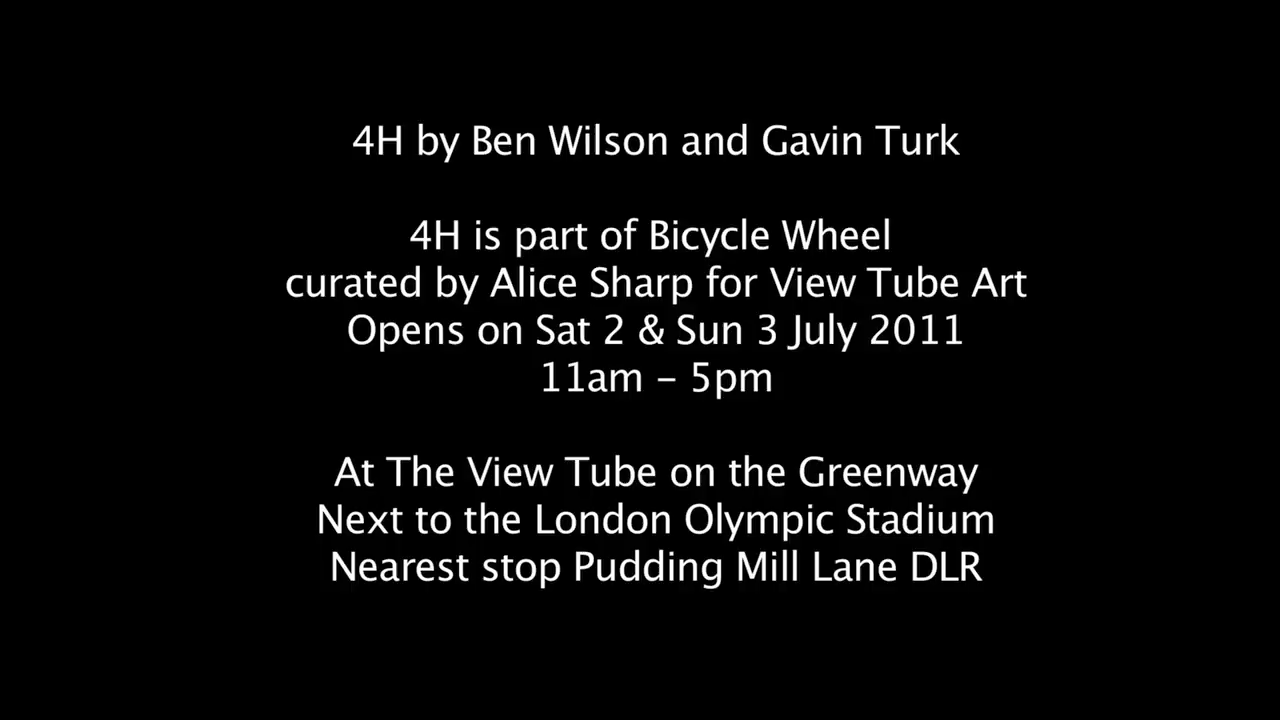 4H by Ben Wilson and Gavin Turk
4H is part of Bicycle Wheel
curated by Alice Sharp for View Tube Art
Opens on Sat 2 & Sun 3 July 2011
11am – 5pm
At The View Tube on the Greenway
Next to the London Olympic Stadium
Nearest stop Pudding Mill Lane DLR